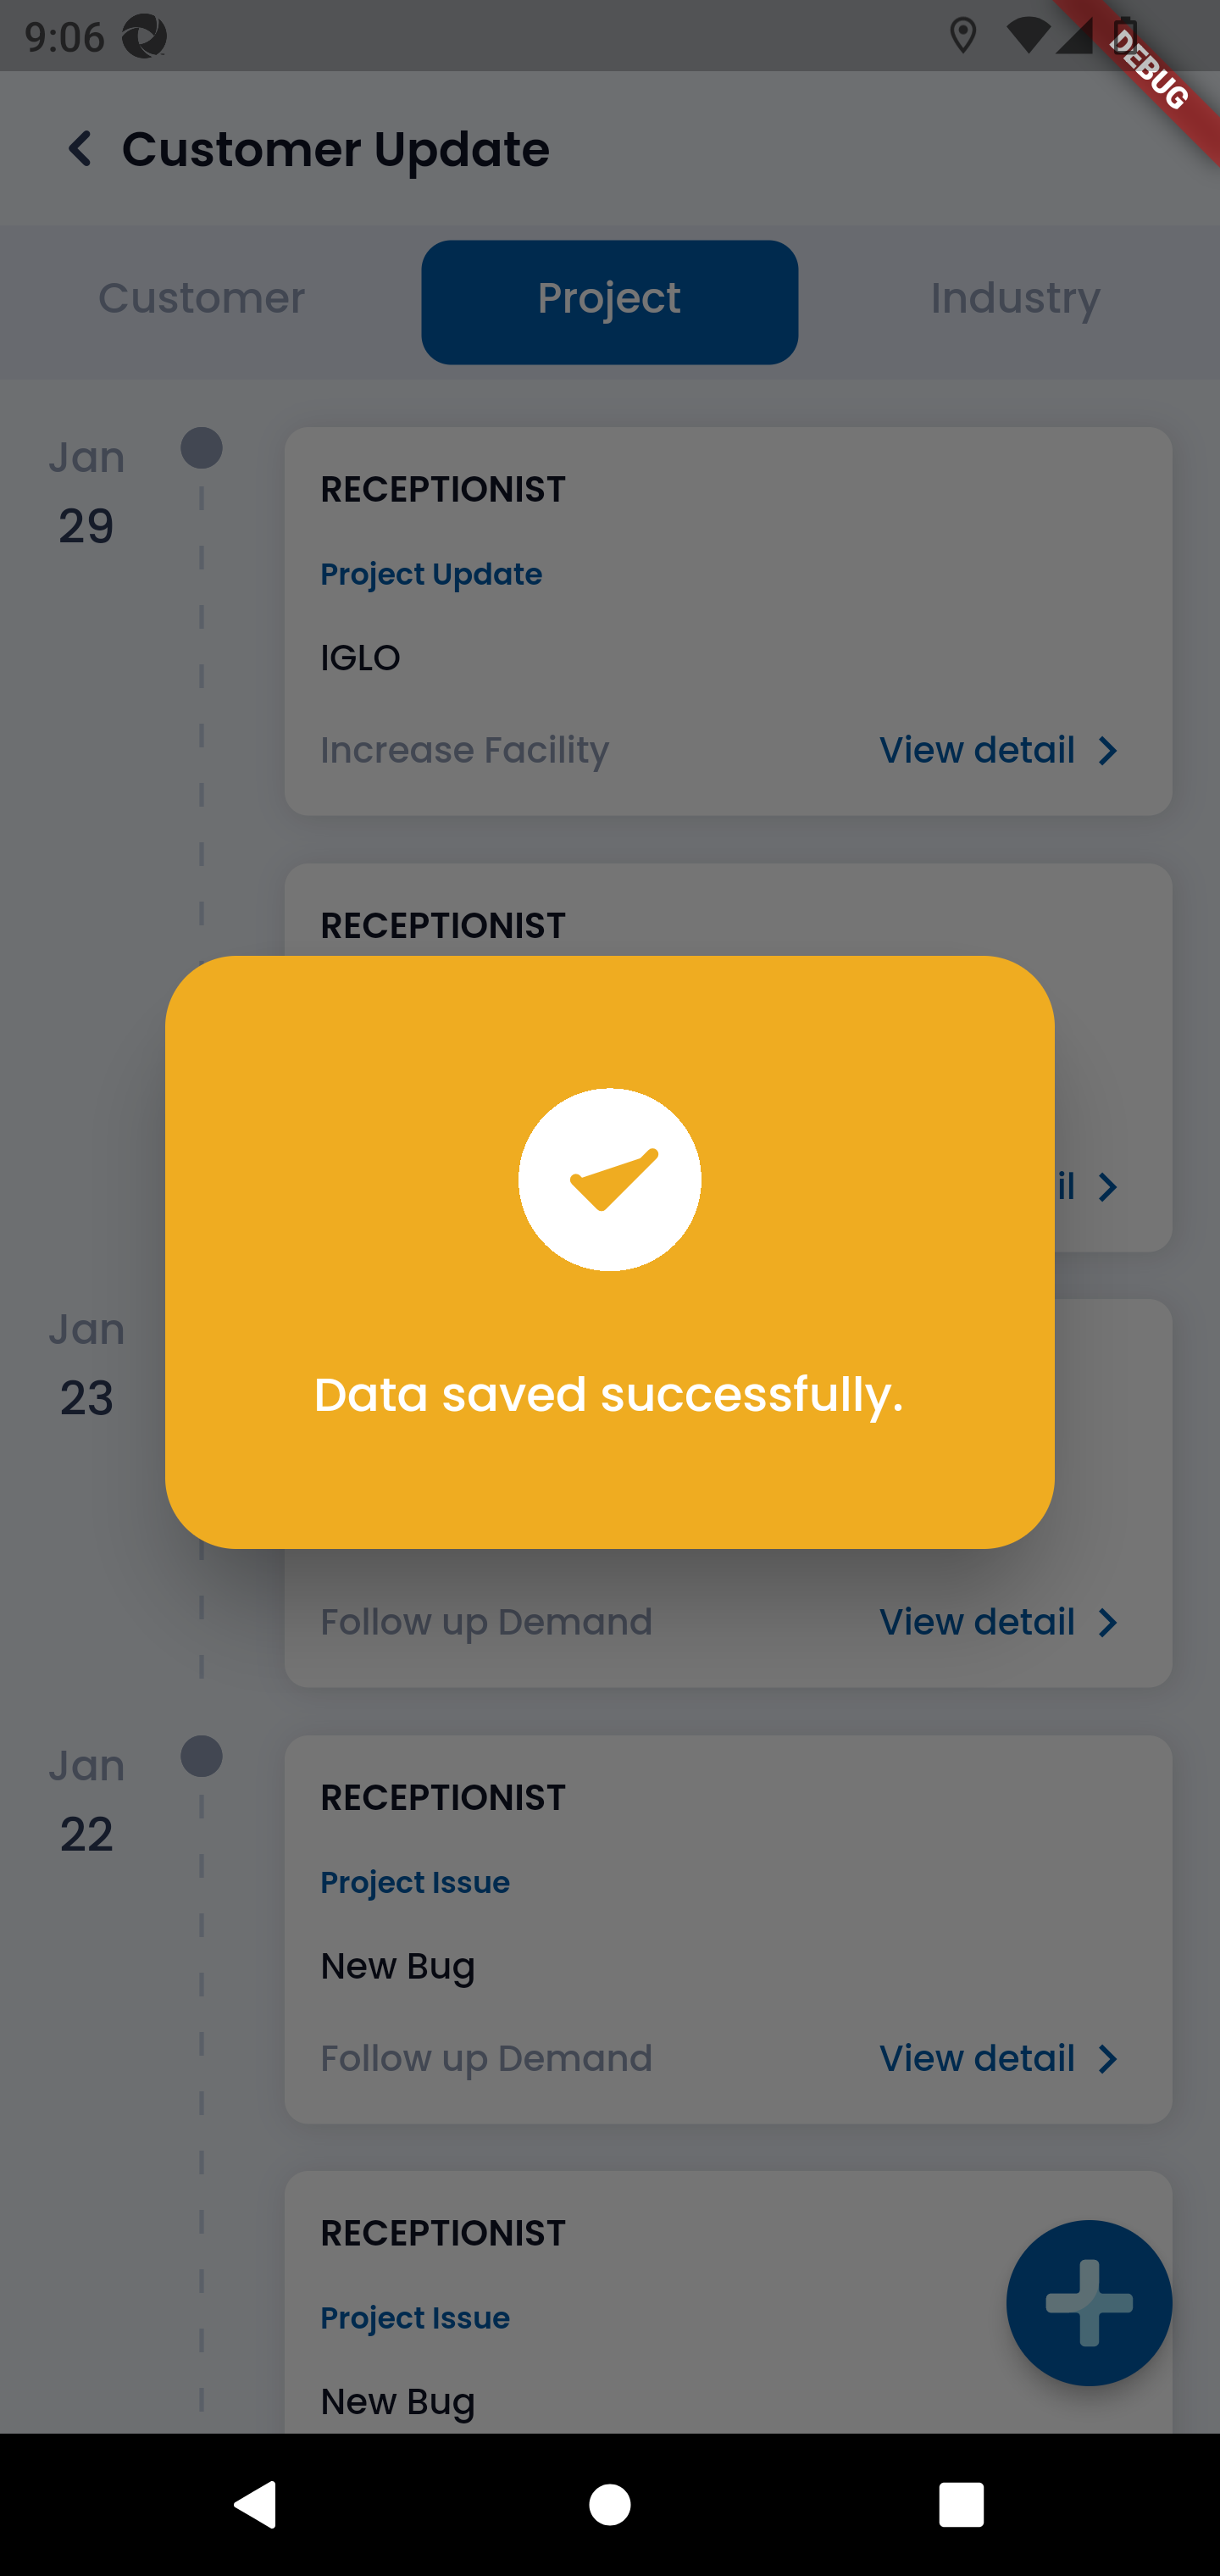 9:06
DEBUG
Customer Update
Customer Project Industry
Jan
29
RECEPTIONIST
Project Update
IGLO
Increase Facility View detail
RECEPTIONIST
il
Data saved successfully.
Jan
23
Follow up Demand View detail
Jan
22
RECEPTIONIST
Project Issue
New Bug
Follow up Demand View detail
RECEPTIONIST
Project Issue
New Bug